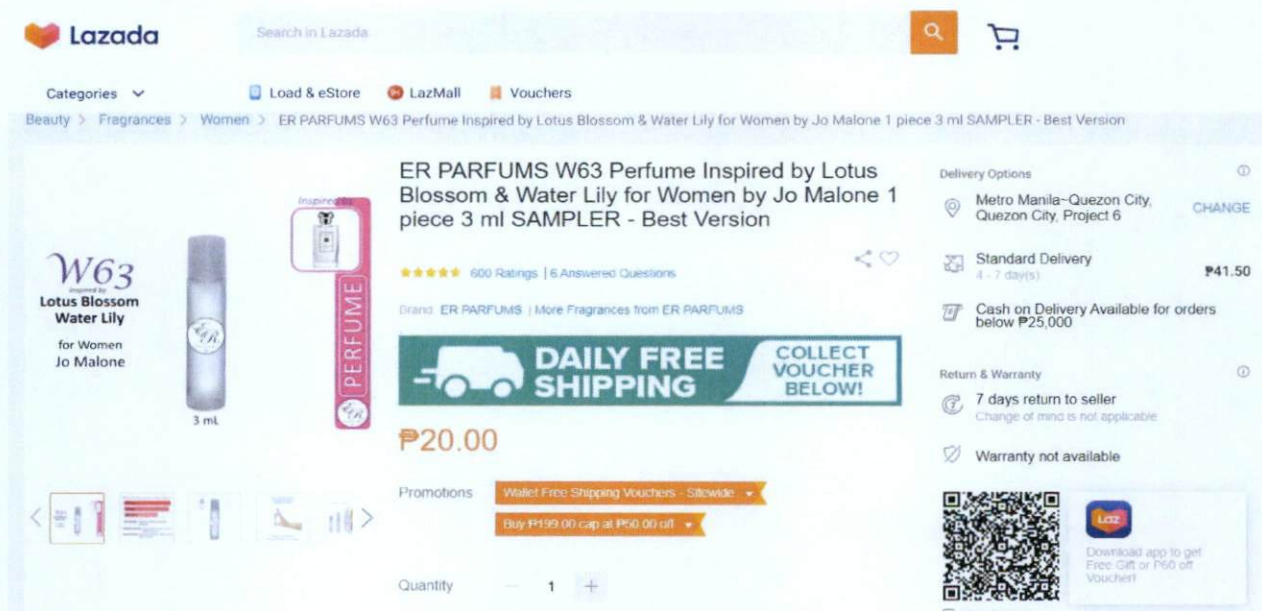 Lazada
Search in Lazada
Categories
Load & eStore
LazMall
Vouchers
Beauty > Fragrances > Women > ER PARFUMS W63 Perfume Inspired by Lotus Blossom & Water Lily for Women by Jo Malone 1 piece 3 ml SAMPLER - Best Version
Inspired by
W63
Inspired by
Lotus Blossom
Water Lily
for Women
Jo Malone
ER
3 mL
PERFUME
ER
ER PARFUMS W63 Perfume Inspired by Lotus
Blossom & Water Lily for Women by Jo Malone 1
piece 3 ml SAMPLER - Best Version
600 Ratings | 6 Answered Questions
Brand: ER PARFUMS | More Fragrances from ER PARFUMS
DAILY FREE
SHIPPING
COLLECT
VOUCHER
BELOW!
₱20.00
Promotions
Wallet Free Shipping Vouchers - Sitewide
Buy ₱199.00 cap at ₱50.00 off
Quantity
1
Delivery Options
Metro Manila~Quezon City,
Quezon City, Project 6
CHANGE
Standard Delivery
₱41.50
4 - 7 day(s)
Cash on Delivery Available for orders
below ₱25,000
Return & Warranty
7 days return to seller
Change of mind is not applicable
Warranty not available
Laz
Download app to get
Free Gift or P60 off
Voucher!